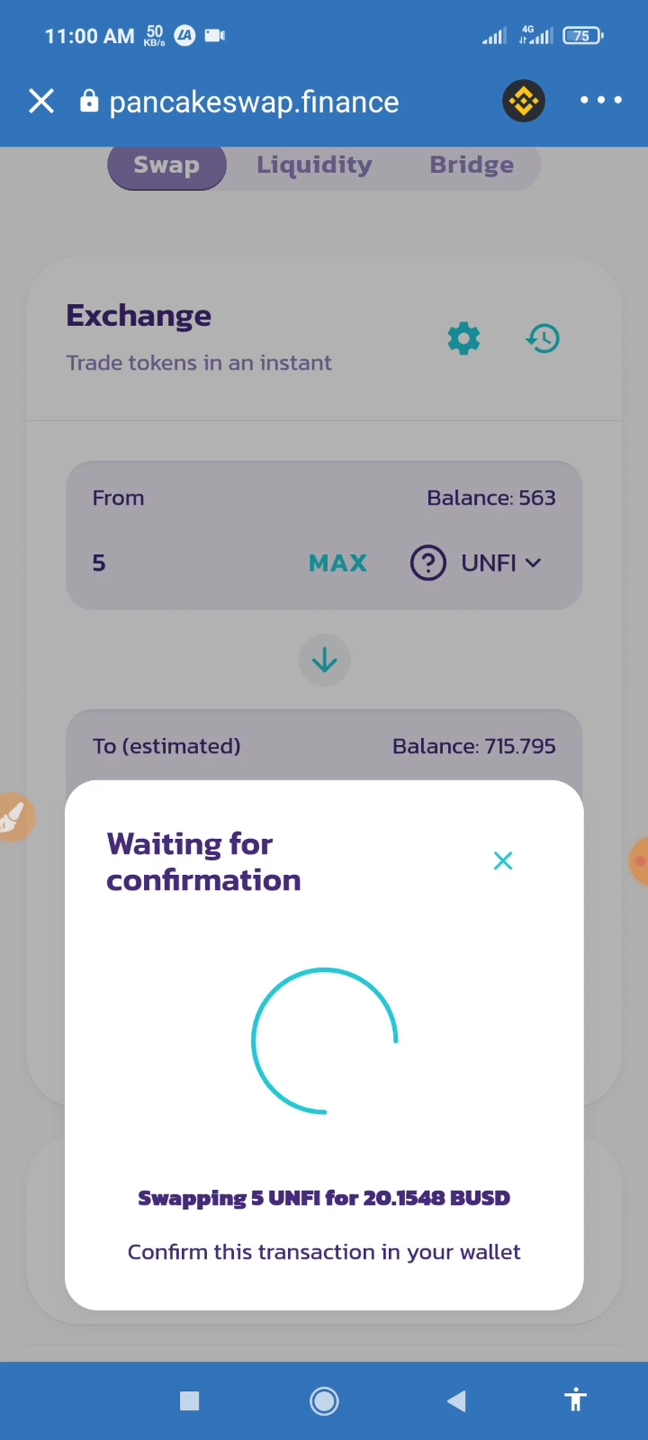 11:00 AM 50 KB/s 4G 75
pancakeswap.finance
Swap Liquidity Bridge
Exchange
Trade tokens in an instant
From Balance: 563
5 MAX ? UNFI
To (estimated) Balance: 715.795
Waiting for
confirmation
Swapping 5 UNFI for 20.1548 BUSD
Confirm this transaction in your wallet